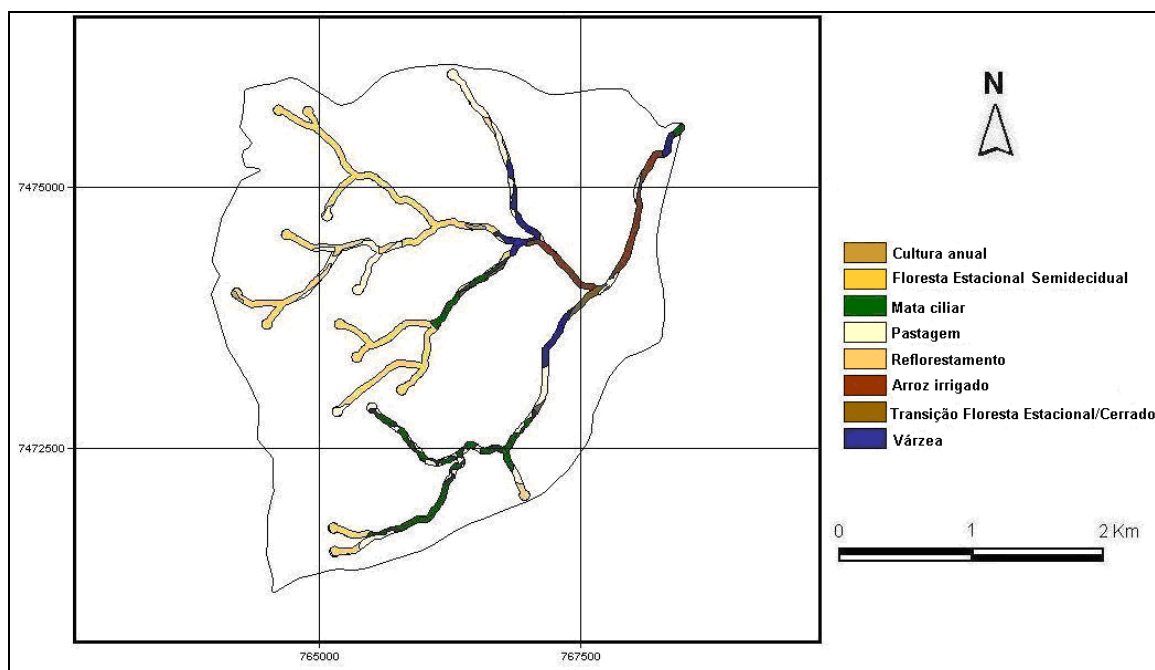 N
7475000
7472500
765000
767500
Cultura anual
Floresta Estacional Semidecidual
Mata ciliar
Pastagem
Reflorestamento
Arroz irrigado
Transição Floresta Estacional/Cerrado
Várzea
0 1 2 Km